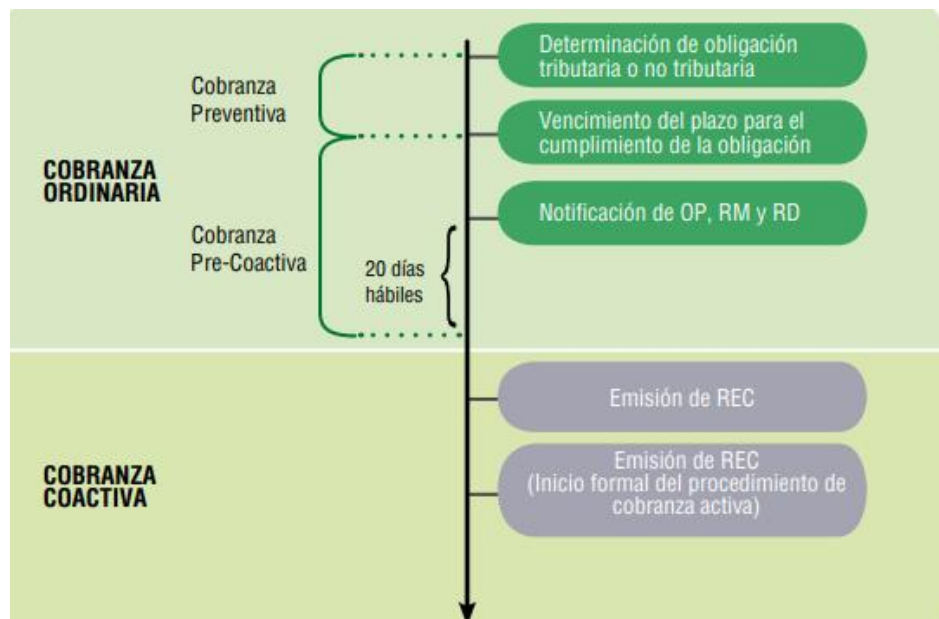 Determinación de obligación
tributaria o no tributaria
Cobranza
Preventiva
Vencimiento del plazo para el
cumplimiento de la obligación
COBRANZA
ORDINARIA
Notificación de OP, RM y RD
Cobranza
Pre-Coactiva
20 días
hábiles
Emisión de REC
COBRANZA
COACTIVA
Emisión de REC
(Inicio formal del procedimiento de
cobranza activa)